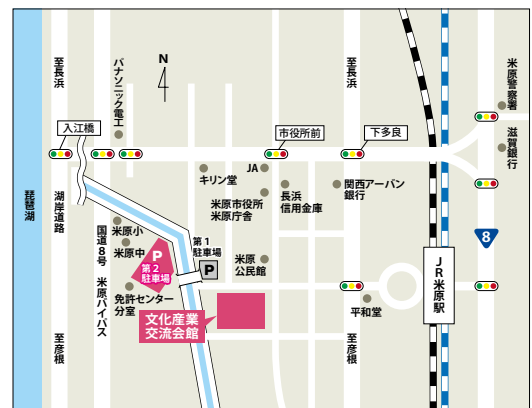 至長浜
パナソニック電工
N
至長浜
米原警察署
入江橋
市役所前
下多良
滋賀銀行
キリン堂
JA
長浜
信用金庫
関西アーバン
銀行
米原市役所
米原庁舎
琵琶湖
湖岸道路
国道8号 米原バイパス
米原小
米原中
P
第2
駐車場
第1
駐車場
P
米原
公民館
8
JR米原駅
免許センター
分室
平和堂
文化産業
交流会館
至彦根
至彦根